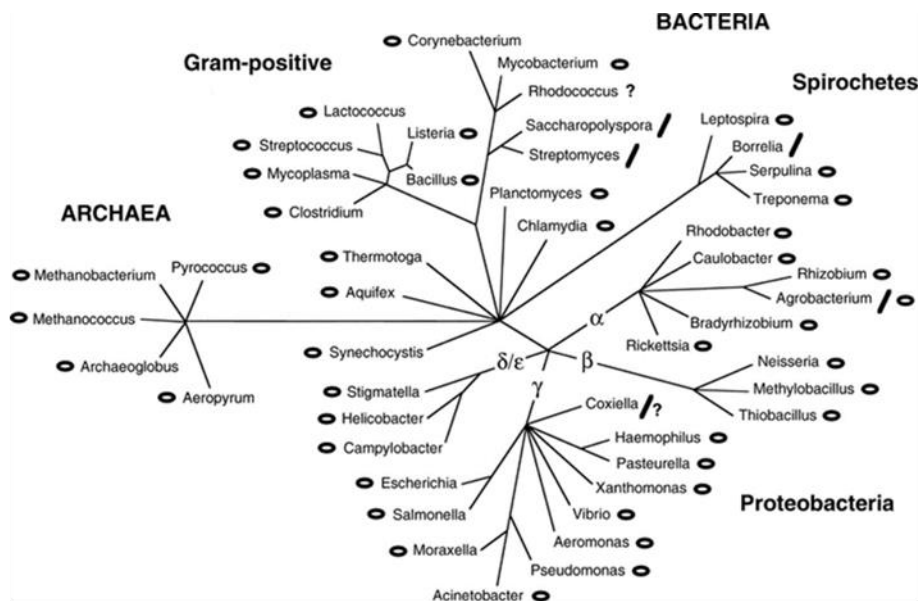 BACTERIA
Corynebacterium
Gram-positive
Mycobacterium
Spirochetes
Rhodococcus ?
Lactococcus
Leptospira
Saccharopolyspora
Listeria
Borrelia
Streptococcus
Streptomyces
Serpulina
Mycoplasma
Bacillus
Planctomyces
Treponema
ARCHAEA
Clostridium
Chlamydia
Rhodobacter
Thermotoga
Caulobacter
Methanobacterium
Pyrococcus
Rhizobium
Aquifex
Agrobacterium
Methanococcus
α
Bradyrhizobium
Synechocystis
Rickettsia
Archaeoglobus
δ/ε
β
Neisseria
Aeropyrum
Stigmatella
γ
Methylobacillus
Coxiella ?
Helicobacter
Thiobacillus
Haemophilus
Campylobacter
Pasteurella
Escherichia
Xanthomonas
Proteobacteria
Salmonella
Vibrio
Aeromonas
Moraxella
Pseudomonas
Acinetobacter